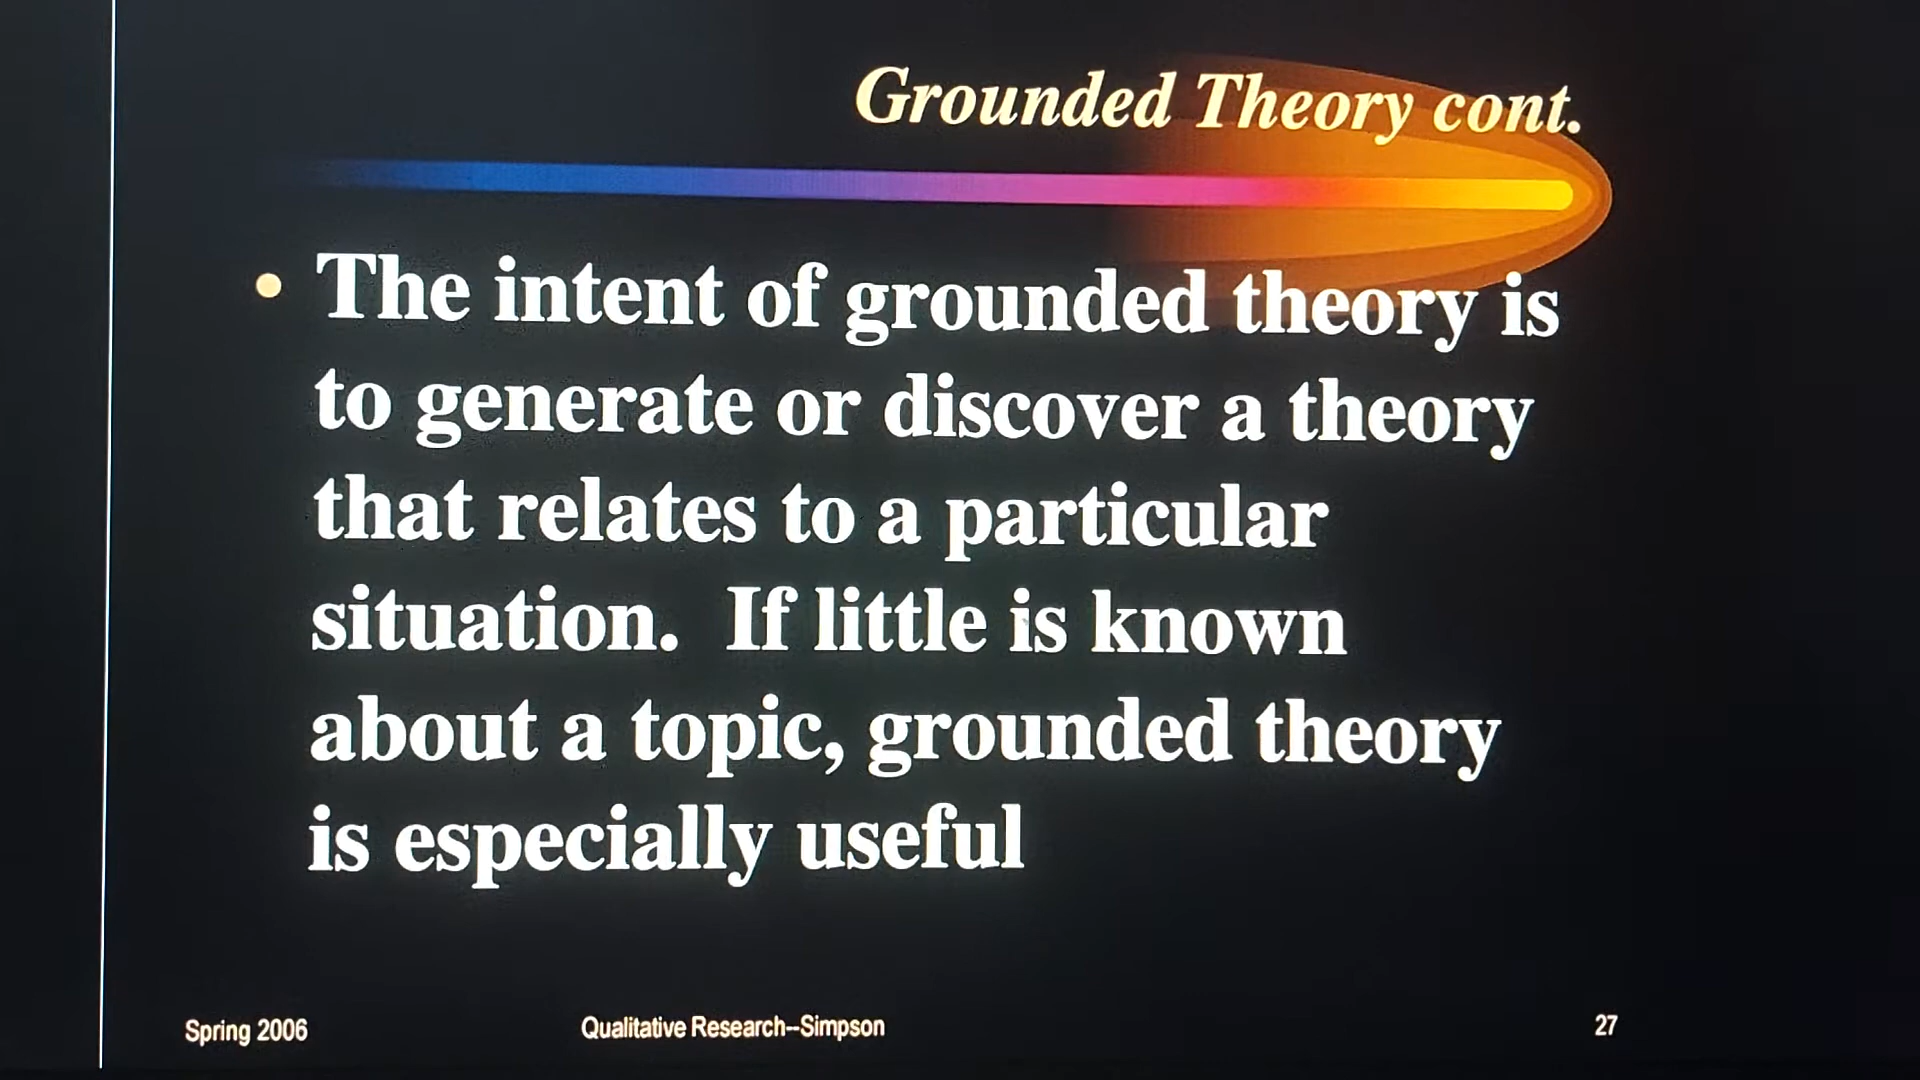 Grounded Theory cont.
• The intent of grounded theory is
to generate or discover a theory
that relates to a particular
situation.  If little is known
about a topic, grounded theory
is especially useful
Spring 2006
Qualitative Research--Simpson
27